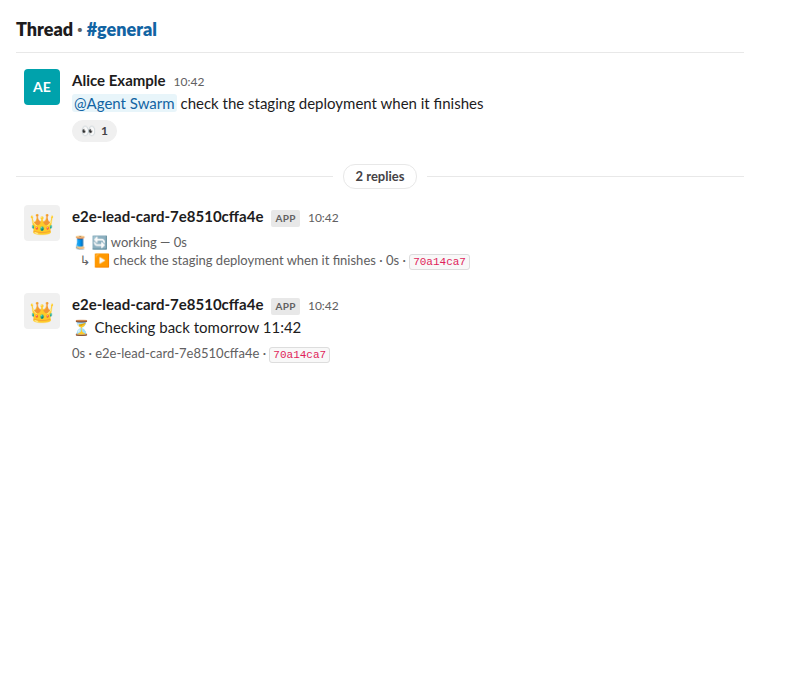 Thread • #general
AE
Alice Example 10:42
@Agent Swarm check the staging deployment when it finishes
👀 1
2 replies
e2e-lead-card-7e8510cffa4e APP 10:42
🧵 🔄 working — 0s
↳ ▶️ check the staging deployment when it finishes · 0s · 70a14ca7
e2e-lead-card-7e8510cffa4e APP 10:42
⏳ Checking back tomorrow 11:42
0s · e2e-lead-card-7e8510cffa4e · 70a14ca7